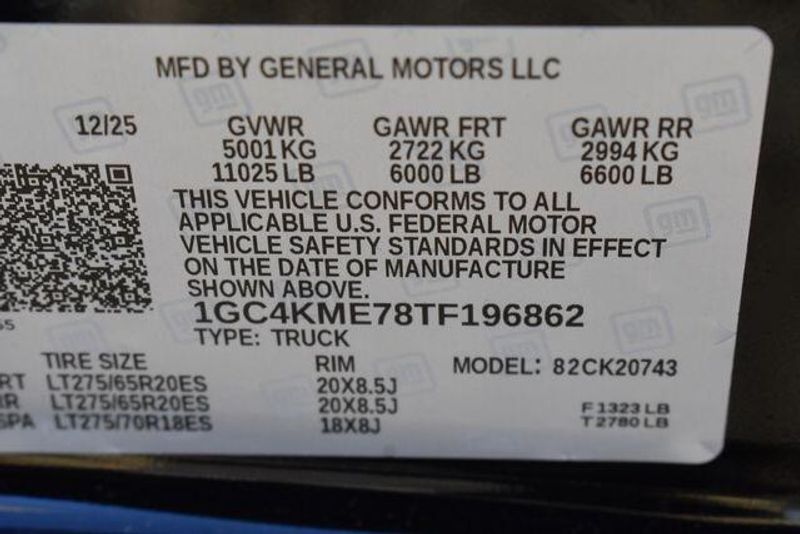 MFD BY GENERAL MOTORS LLC
12/25 GVWR GAWR FRT GAWR RR
5001 KG 2722 KG 2994 KG
11025 LB 6000 LB 6600 LB
THIS VEHICLE CONFORMS TO ALL
APPLICABLE U.S. FEDERAL MOTOR
VEHICLE SAFETY STANDARDS IN EFFECT
ON THE DATE OF MANUFACTURE
SHOWN ABOVE.
1GC4KME78TF196862
TYPE: TRUCK
TIRE SIZE RIM MODEL: 82CK20743
RT LT275/65R20ES 20X8.5J
RR LT275/65R20ES 20X8.5J F 1323 LB
SPA LT275/70R18ES 18X8J T 2780 LB